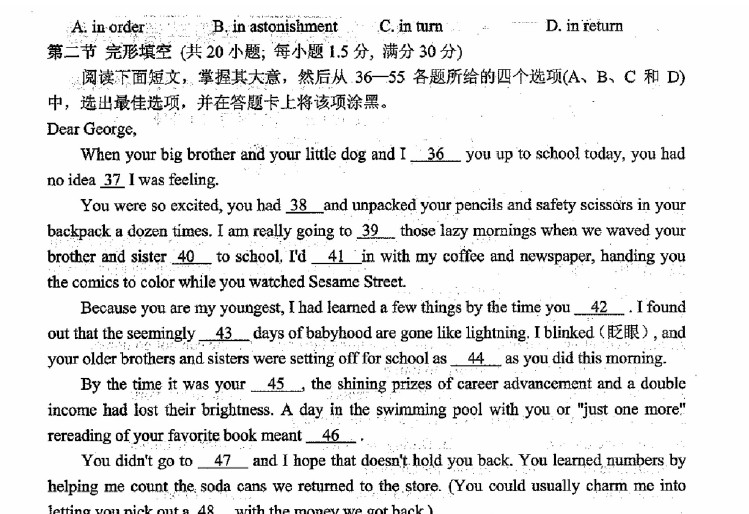 A. in order B. in astonishment C. in turn D. in return
第二节 完形填空 (共 20 小题; 每小题 1.5 分, 满分 30 分)
阅读下面短文，掌握其大意，然后从 36—55 各题所给的四个选项(A、B、C 和 D)
中，选出最佳选项，并在答题卡上将该项涂黑。
Dear George,
When your big brother and your little dog and I 36 you up to school today, you had
no idea 37 I was feeling.
You were so excited, you had 38 and unpacked your pencils and safety scissors in your
backpack a dozen times. I am really going to 39 those lazy mornings when we waved your
brother and sister 40 to school. I'd 41 in with my coffee and newspaper, handing you
the comics to color while you watched Sesame Street.
Because you are my youngest, I had learned a few things by the time you 42 . I found
out that the seemingly 43 days of babyhood are gone like lightning. I blinked (眨眼) , and
your older brothers and sisters were setting off for school as 44 as you did this morning.
By the time it was your 45 , the shining prizes of career advancement and a double
income had lost their brightness. A day in the swimming pool with you or "just one more"
rereading of your favorite book meant 46 .
You didn't go to 47 and I hope that doesn't hold you back. You learned numbers by
helping me count the soda cans we returned to the store. (You could usually charm me into
letting you pick out a 48 with the money we got back.)